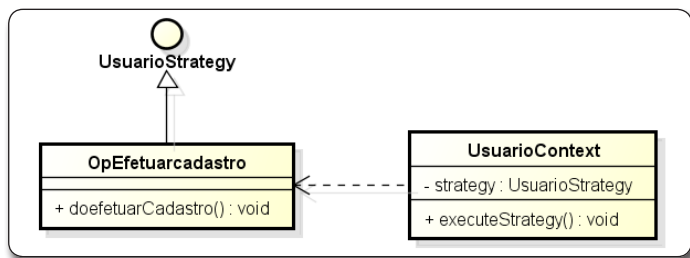 UsuarioStrategy
OpEfetuarcadastro
+ doefetuarCadastro() : void
UsuarioContext
- strategy : UsuarioStrategy
+ executeStrategy() : void